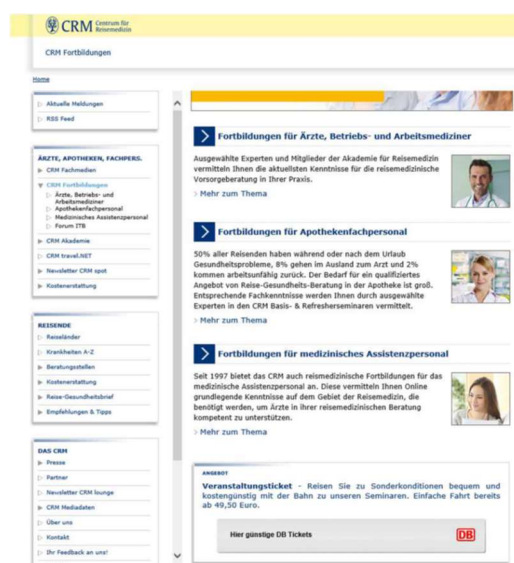 CRM Centrum für
Reisemedizin
CRM Fortbildungen
Home
Aktuelle Meldungen
RSS Feed
ÄRZTE, APOTHEKEN, FACHPERS.
CRM Fachmedien
CRM Fortbildungen
Ärzte, Betriebs- und
Arbeitsmediziner
Apothekenfachpersonal
Medizinisches Assistenzpersonal
Forum ITB
CRM Akademie
CRM travel.NET
Newsletter CRM spot
Kostenerstattung
REISENDE
Reiseländer
Krankheiten A-Z
Beratungsstellen
Kostenerstattung
Reise-Gesundheitsbrief
Empfehlungen & Tipps
DAS CRM
Presse
Partner
Newsletter CRM lounge
CRM Mediadaten
Über uns
Kontakt
Ihr Feedback an uns!
Fortbildungen für Ärzte, Betriebs- und Arbeitsmediziner
Ausgewählte Experten und Mitglieder der Akademie für Reisemedizin
vermitteln Ihnen die aktuellsten Kenntnisse für die reisemedizinische
Vorsorgeberatung in Ihrer Praxis.
> Mehr zum Thema
Fortbildungen für Apothekenfachpersonal
50% aller Reisenden haben während oder nach dem Urlaub
Gesundheitsprobleme, 8% gehen im Ausland zum Arzt und 2%
kommen arbeitsunfähig zurück. Der Bedarf für ein qualifiziertes
Angebot von Reise-Gesundheits-Beratung in der Apotheke ist groß.
Entsprechende Fachkenntnisse werden Ihnen durch ausgewählte
Experten in den CRM Basis- & Refresherseminaren vermittelt.
> Mehr zum Thema
Fortbildungen für medizinisches Assistenzpersonal
Seit 1997 bietet das CRM auch reismedizinische Fortbildungen für das
medizinische Assistenzpersonal an. Diese vermitteln Ihnen Online
grundlegende Kenntnisse auf dem Gebiet der Reisemedizin, die
benötigt werden, um Ärzte in ihrer reisemedizinischen Beratung
kompetent zu unterstützen.
> Mehr zum Thema
ANGEBOT
Veranstaltungsticket - Reisen Sie zu Sonderkonditionen bequem und
kostengünstig mit der Bahn zu unseren Seminaren. Einfache Fahrt bereits
ab 49,50 Euro.
Hier günstige DB Tickets
DB